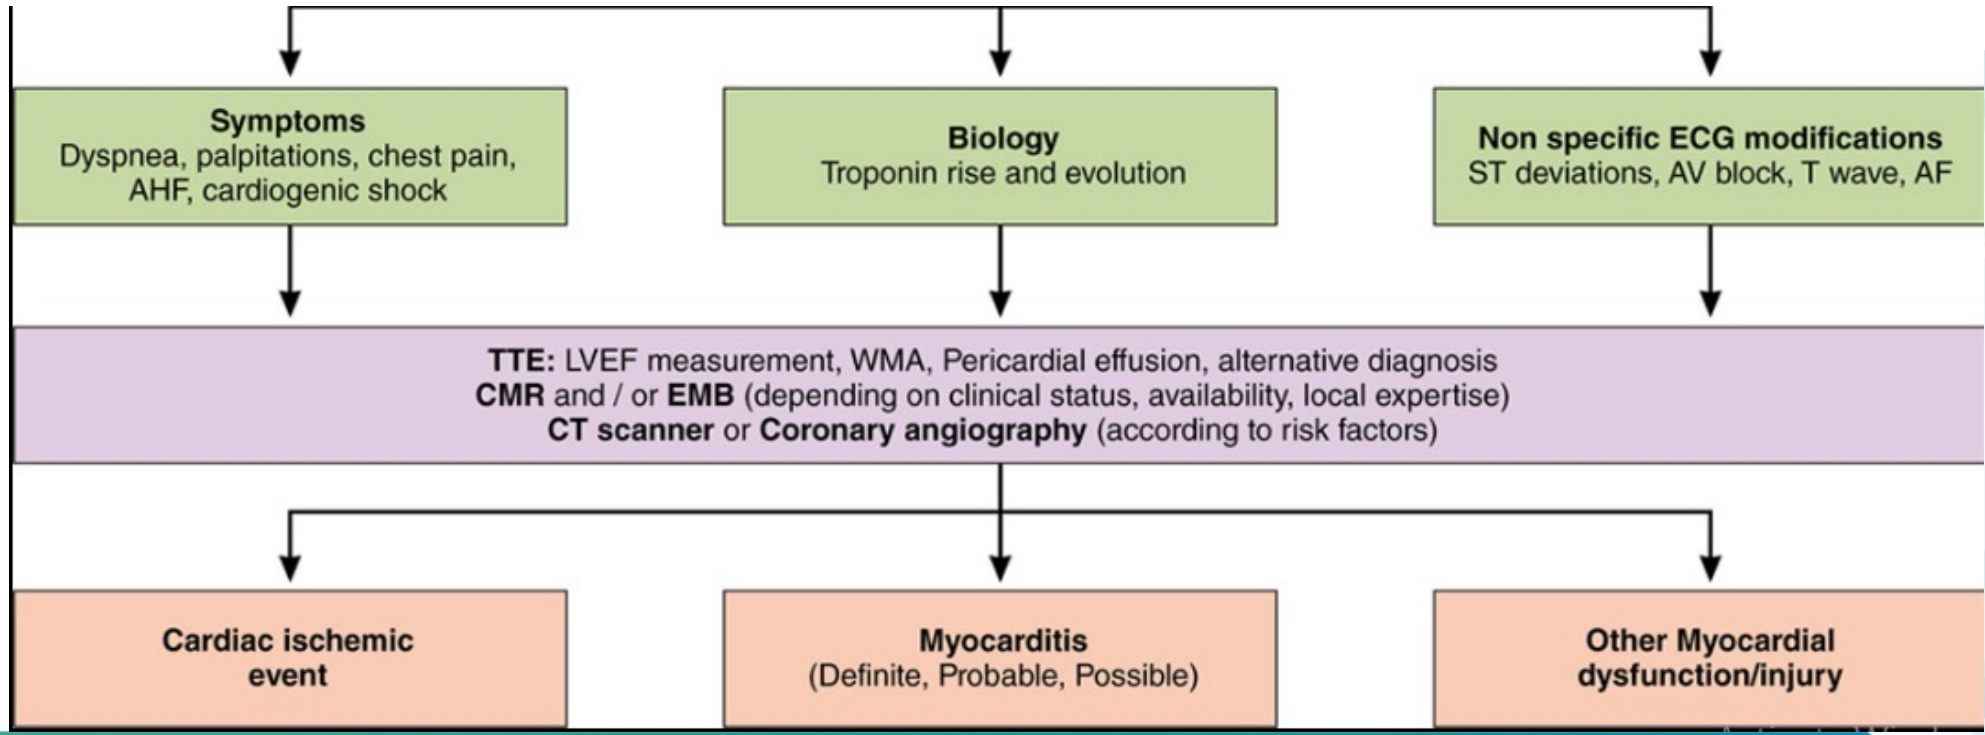 Symptoms
Dyspnea, palpitations, chest pain,
AHF, cardiogenic shock
Biology
Troponin rise and evolution
Non specific ECG modifications
ST deviations, AV block, T wave, AF
TTE: LVEF measurement, WMA, Pericardial effusion, alternative diagnosis
CMR and / or EMB (depending on clinical status, availability, local expertise)
CT scanner or Coronary angiography (according to risk factors)
Cardiac ischemic
event
Myocarditis
(Definite, Probable, Possible)
Other Myocardial
dysfunction/injury